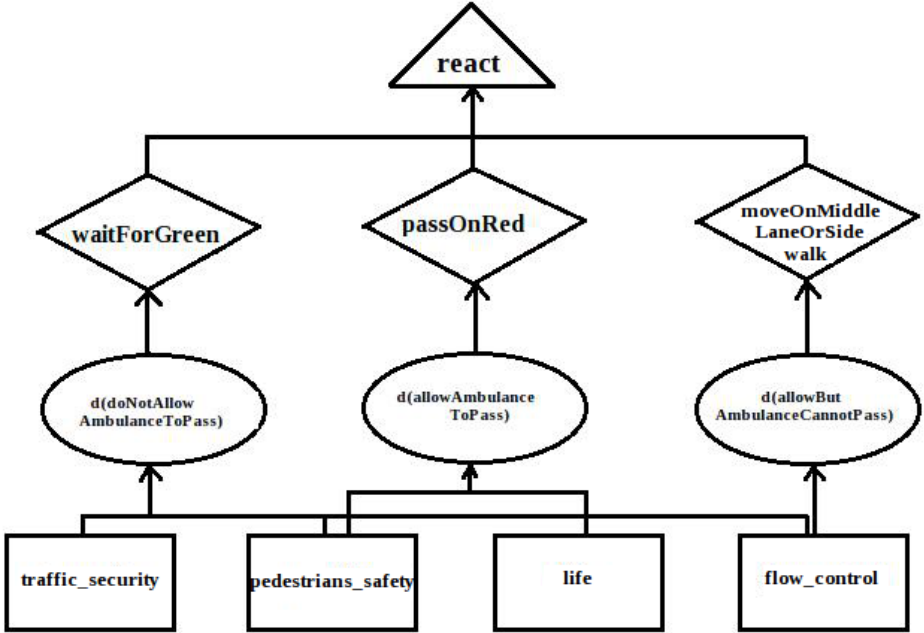 react
waitForGreen
passOnRed
moveOnMiddle
LaneOrSide
walk
d(doNotAllow
AmbulanceToPass)
d(allowAmbulance
ToPass)
d(allowBut
AmbulanceCannotPass)
traffic_security
pedestrians_safety
life
flow_control